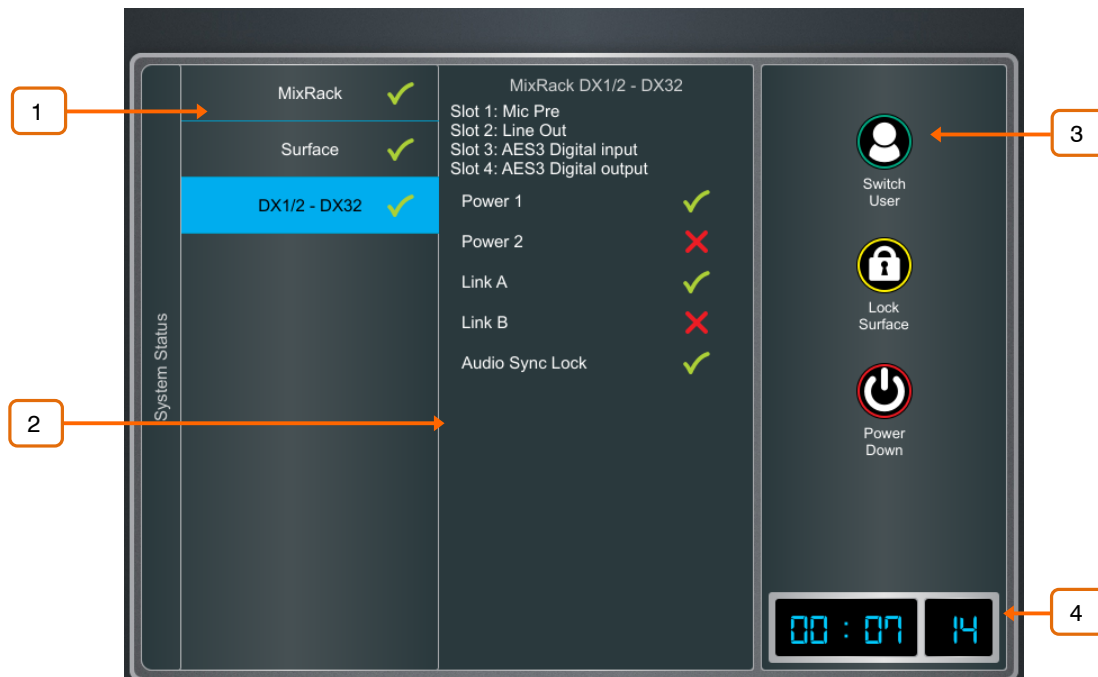 1
MixRack
Surface
DX1/2 - DX32
System Status
2
MixRack DX1/2 - DX32
Slot 1: Mic Pre
Slot 2: Line Out
Slot 3: AES3 Digital input
Slot 4: AES3 Digital output
Power 1
Power 2
Link A
Link B
Audio Sync Lock
3
Switch
User
Lock
Surface
Power
Down
00 : 07 14
4